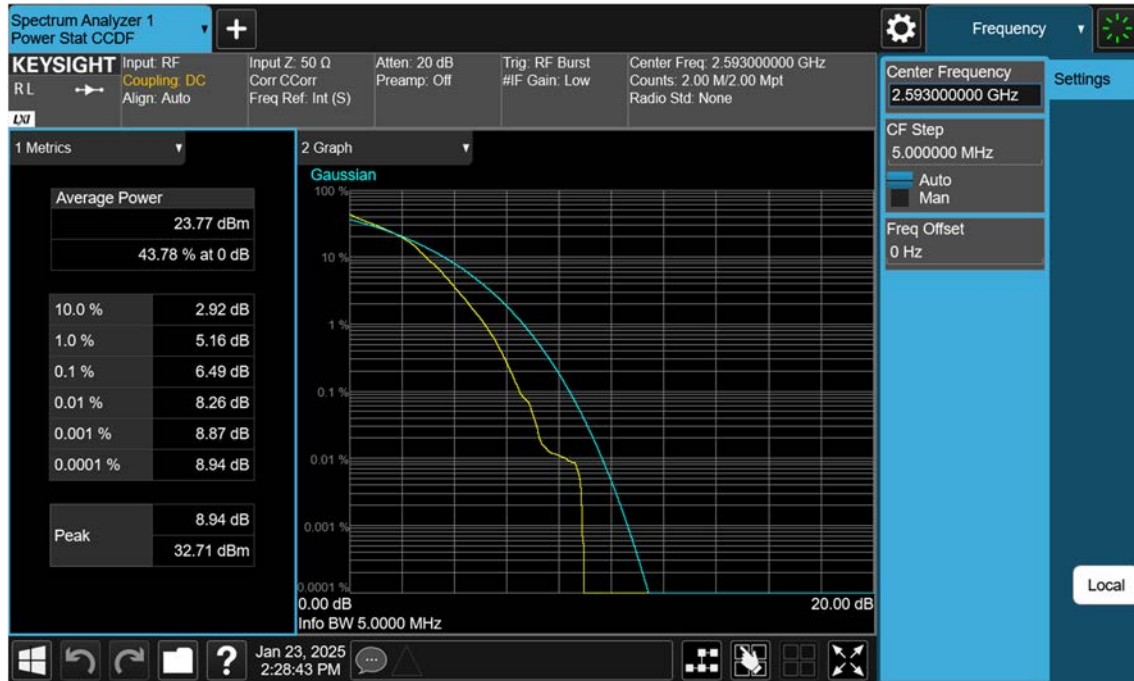 Spectrum Analyzer 1
Power Stat CCDF
+
Frequency
KEYSIGHT
R L
LXI
Input: RF
Coupling: DC
Align: Auto
Input Z: 50 Ω
Corr CCorr
Freq Ref: Int (S)
Atten: 20 dB
Preamp: Off
Trig: RF Burst
#IF Gain: Low
Center Freq: 2.593000000 GHz
Counts: 2.00 M/2.00 Mpt
Radio Std: None
Center Frequency
2.593000000 GHz
Settings
CF Step
5.000000 MHz
Auto
Man
Freq Offset
0 Hz
1 Metrics
Average Power
23.77 dBm
43.78 % at 0 dB
10.0 % 2.92 dB
1.0 % 5.16 dB
0.1 % 6.49 dB
0.01 % 8.26 dB
0.001 % 8.87 dB
0.0001 % 8.94 dB
Peak
8.94 dB
32.71 dBm
2 Graph
Gaussian
100 %
10 %
1 %
0.1 %
0.01 %
0.001 %
0.0001 %
0.00 dB 20.00 dB
Info BW 5.0000 MHz
Local
?
Jan 23, 2025
2:28:43 PM